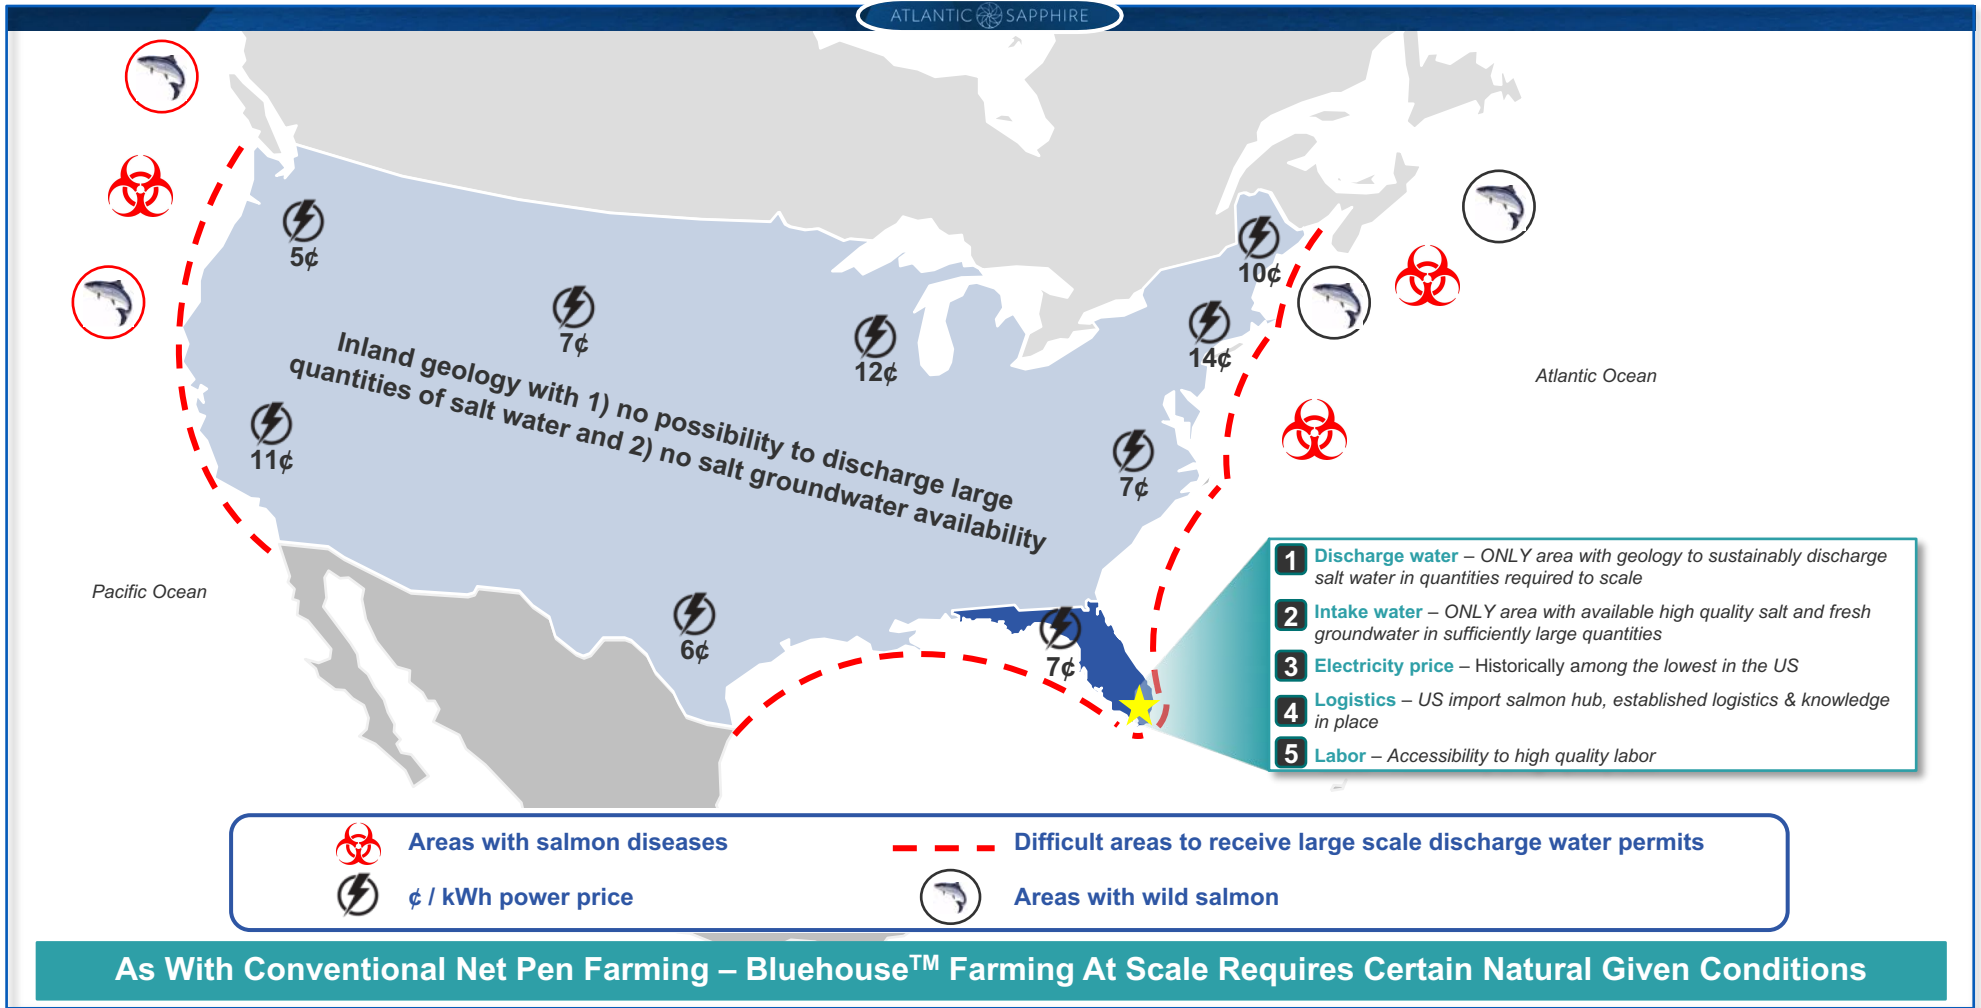 ATLANTIC SAPPHIRE
5¢
10¢
7¢
12¢
14¢
Inland geology with 1) no possibility to discharge large
quantities of salt water and 2) no salt groundwater availability
Atlantic Ocean
11¢
7¢
Pacific Ocean
6¢
7¢
1 Discharge water – ONLY area with geology to sustainably discharge
salt water in quantities required to scale
2 Intake water – ONLY area with available high quality salt and fresh
groundwater in sufficiently large quantities
3 Electricity price – Historically among the lowest in the US
4 Logistics – US import salmon hub, established logistics & knowledge
in place
5 Labor – Accessibility to high quality labor
Areas with salmon diseases
Difficult areas to receive large scale discharge water permits
¢ / kWh power price
Areas with wild salmon
As With Conventional Net Pen Farming – Bluehouse™ Farming At Scale Requires Certain Natural Given Conditions